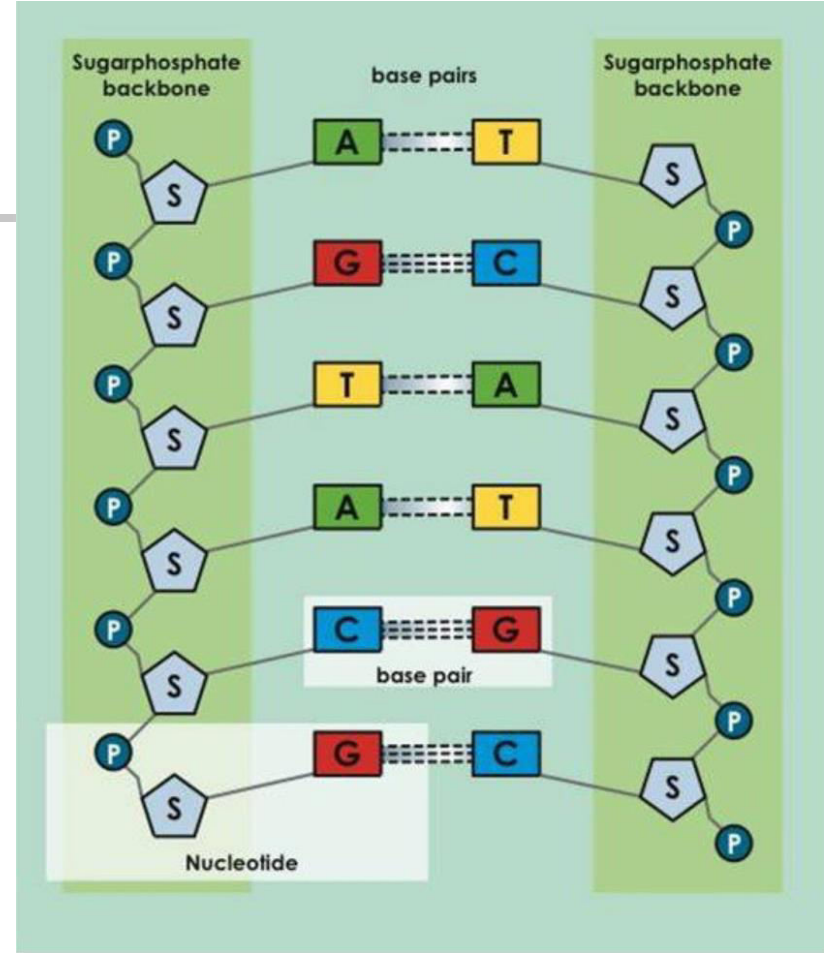 Sugarphosphate
backbone
base pairs
Sugarphosphate
backbone
P
A T
S S
P
P
G C
S S
P
P
T A
S S
P
P
A T
S S
P
P
C G
base pair
S S
P
P
G C
S S
P
Nucleotide